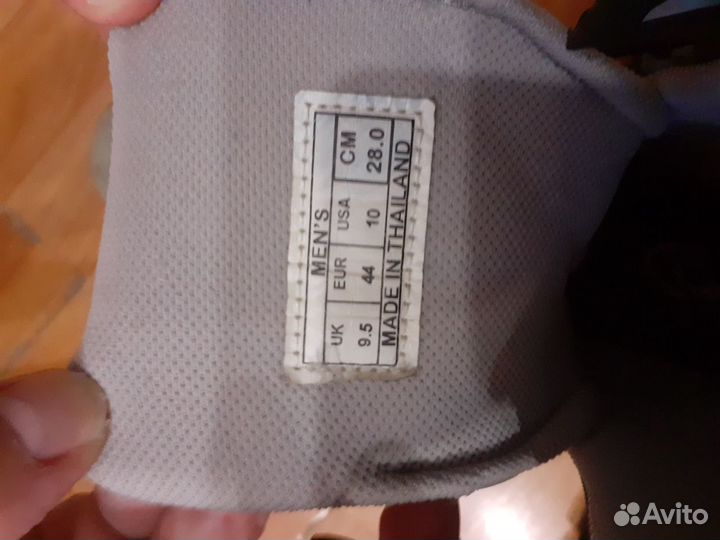 MEN'S
UK EUR USA CM
9.5 44 10 28.0
MADE IN THAILAND
Avito